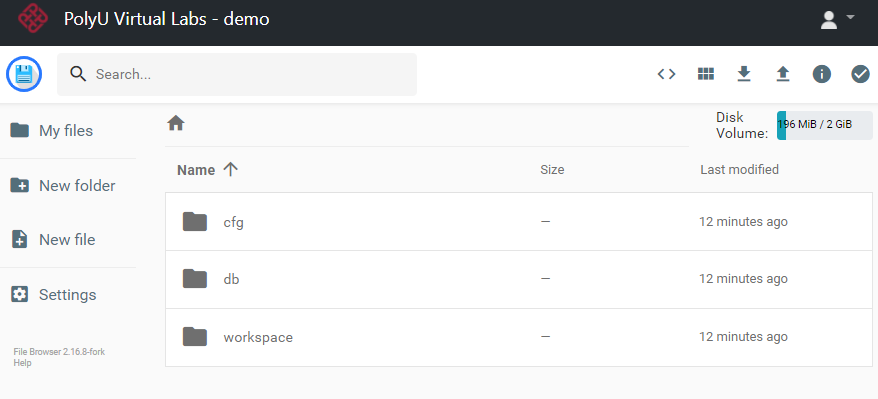 PolyU Virtual Labs - demo
Search...
My files
New folder
New file
Settings
File Browser 2.16.8-fork
Help
Disk
Volume:
196 MiB / 2 GiB
Name Size Last modified
cfg — 12 minutes ago
db — 12 minutes ago
workspace — 12 minutes ago